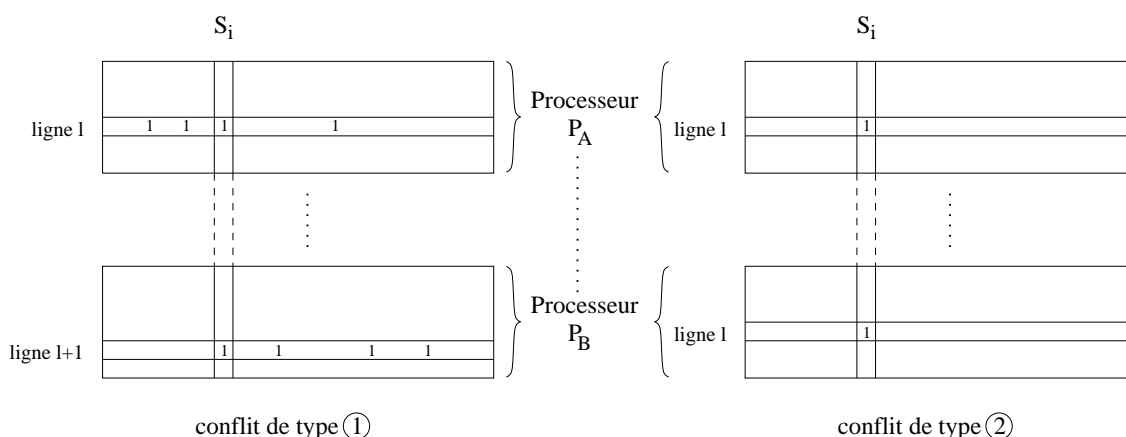 S_i S_i
Processeur
ligne l 1 1 1 1 P_A ligne l 1
Processeur
ligne l+1 1 1 1 1 P_B ligne l 1
conflit de type ① conflit de type ②